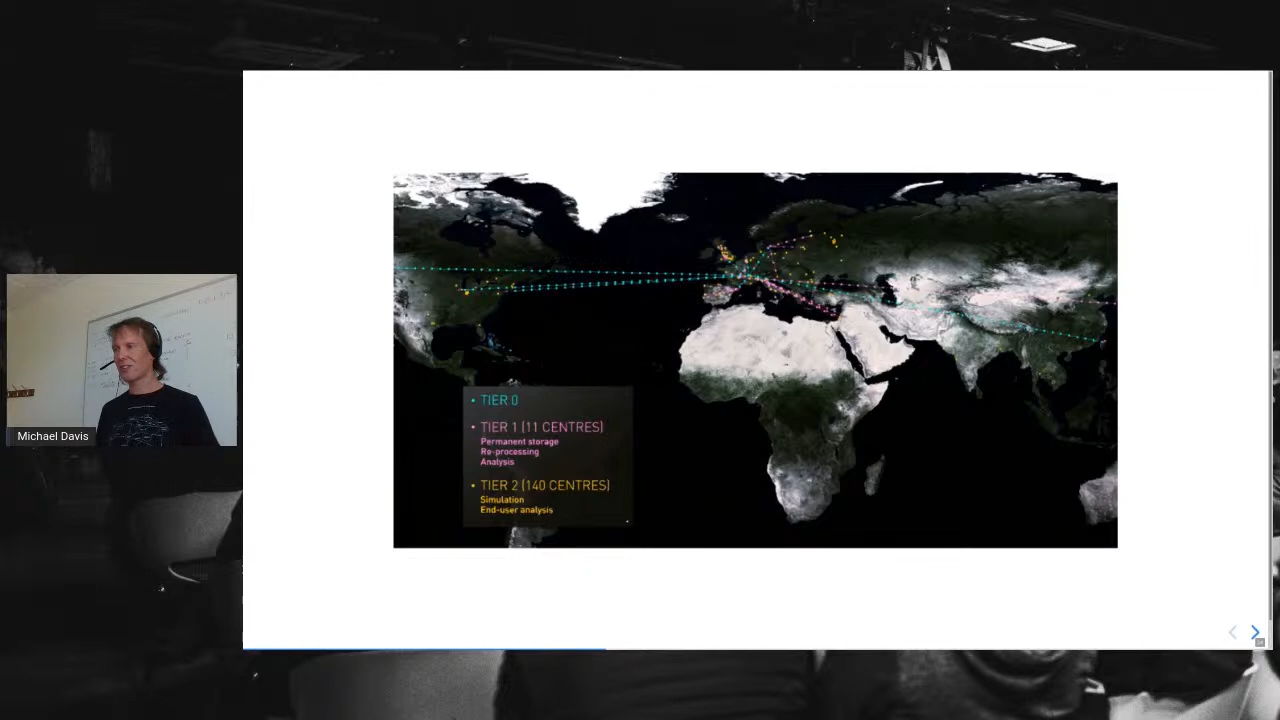 Michael Davis
• TIER 0
• TIER 1 (11 CENTRES)
Permanent storage
Re-processing
Analysis
• TIER 2 (140 CENTRES)
Simulation
End-user analysis